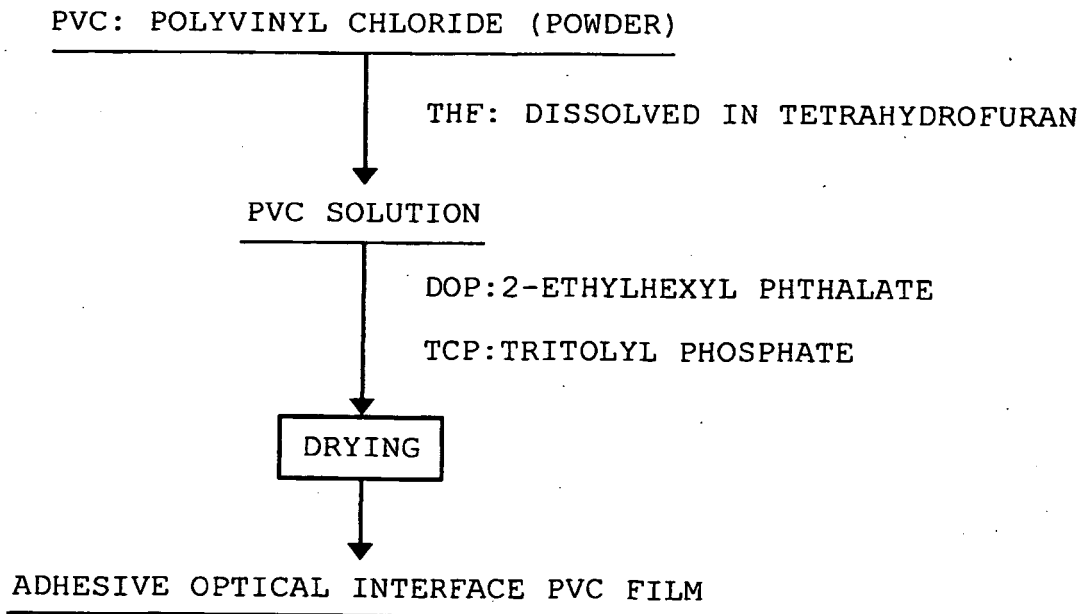 PVC: POLYVINYL CHLORIDE (POWDER)
THF: DISSOLVED IN TETRAHYDROFURAN
PVC SOLUTION
DOP:2-ETHYLHEXYL PHTHALATE
TCP:TRITOLYL PHOSPHATE
DRYING
ADHESIVE OPTICAL INTERFACE PVC FILM